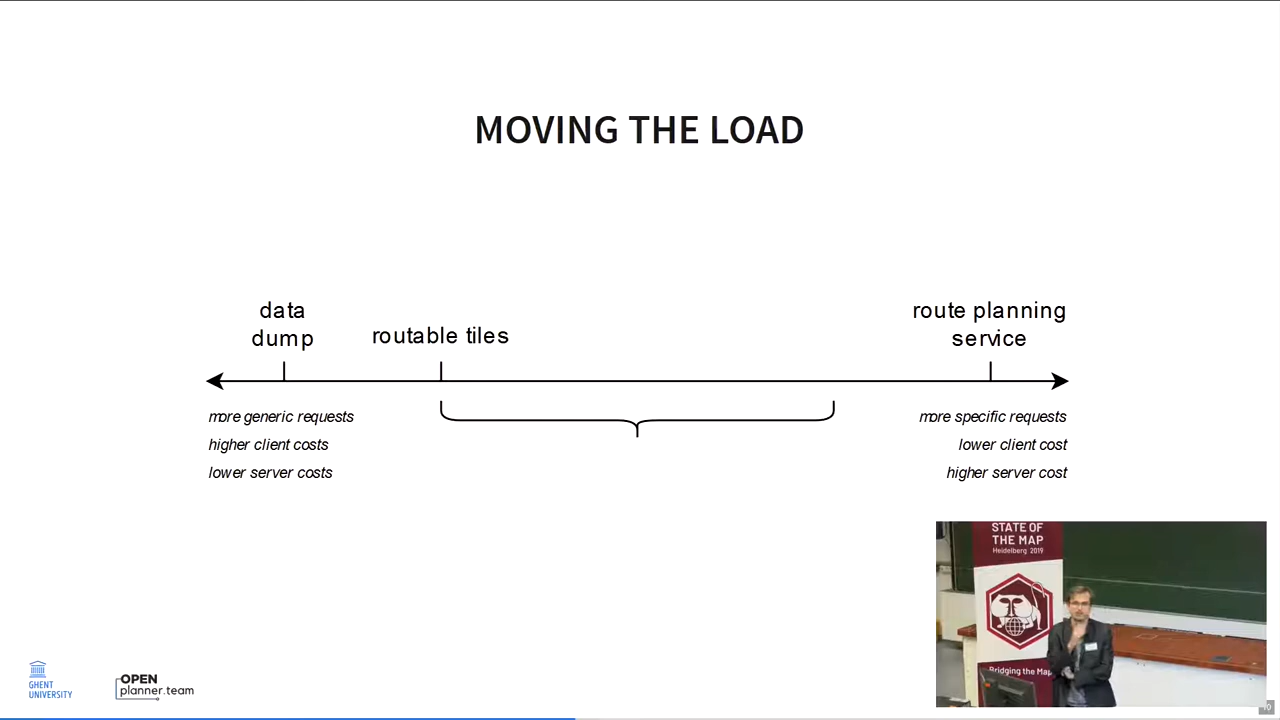 MOVING THE LOAD
data
dump
routable tiles
route planning
service
more generic requests
higher client costs
lower server costs
more specific requests
lower client cost
higher server cost
STATE OF
THE MAP
Heidelberg 2019
Bridging the Map
GHENT
UNIVERSITY
OPEN
planner.team
10